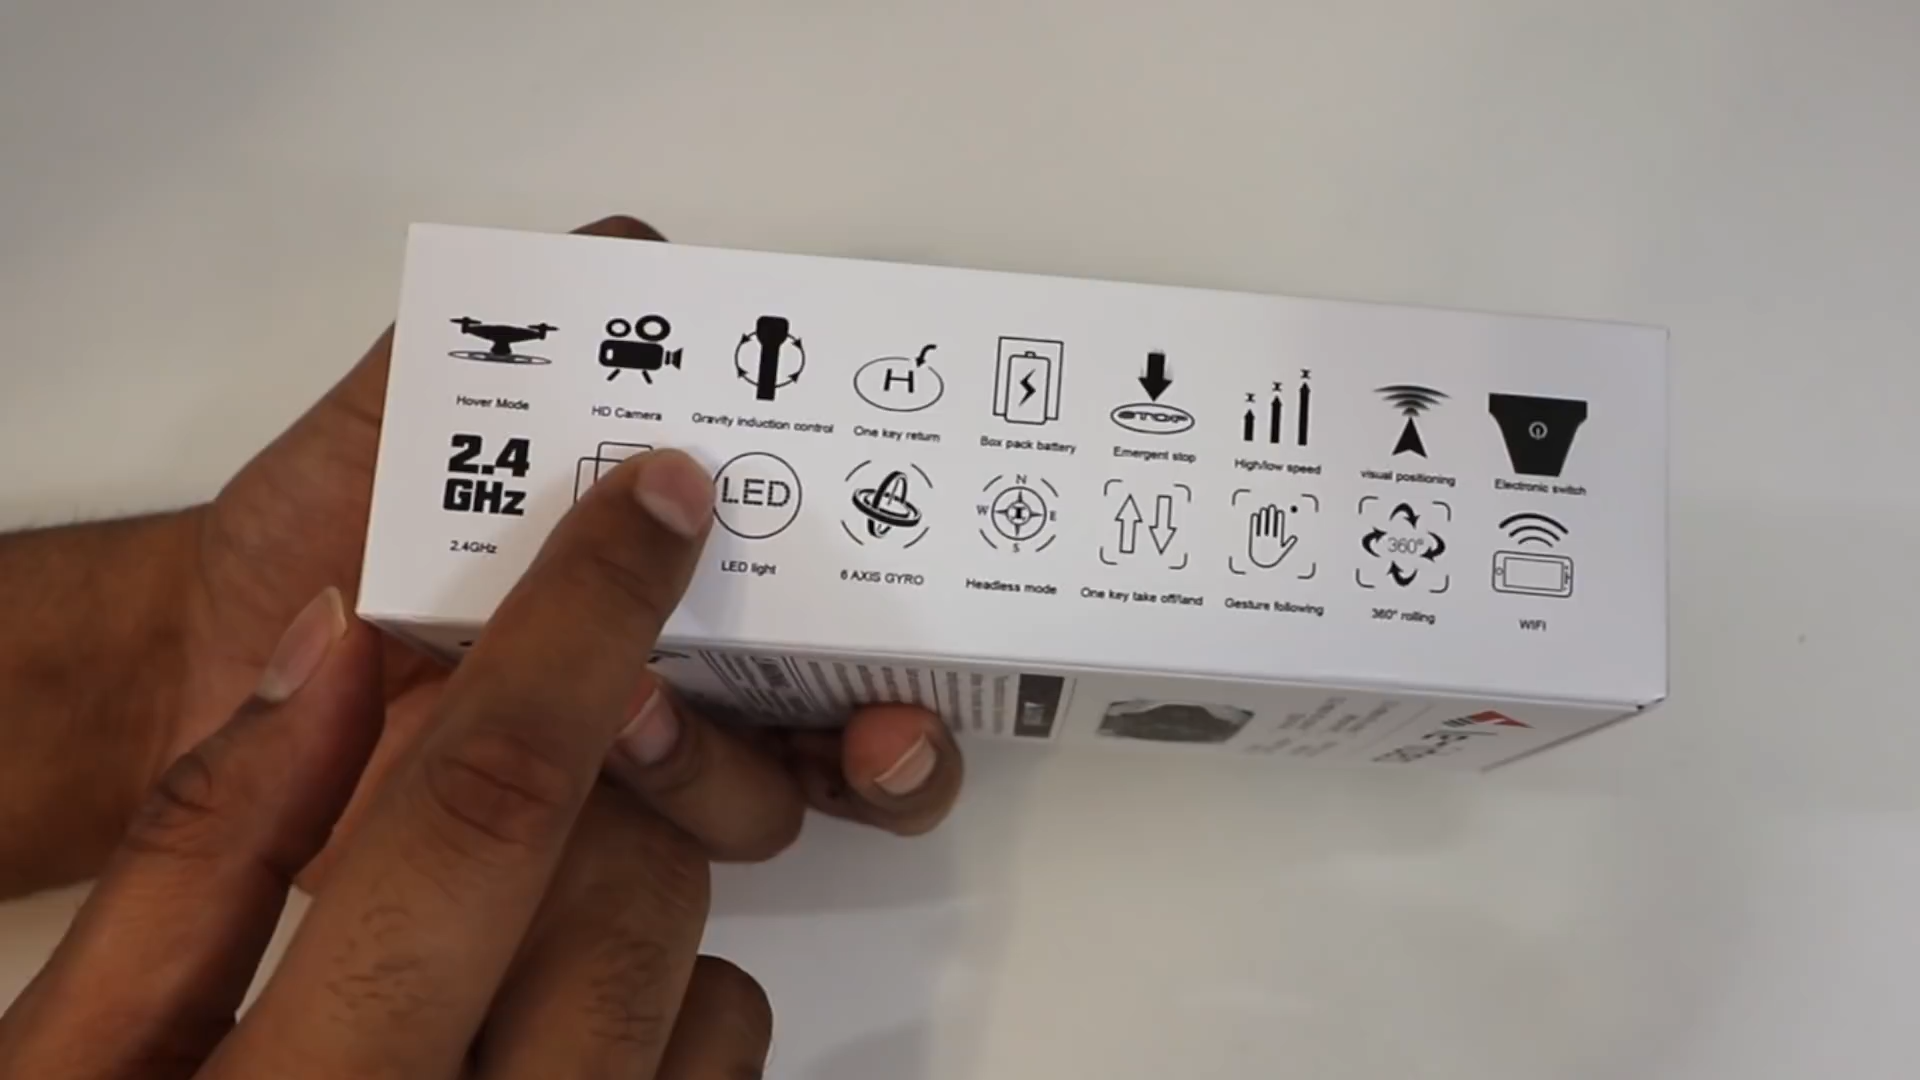 Hover Mode
HD Camera
Gravity induction control
H
One key return
Box pack battery
STOP
Emergent stop
High/low speed
visual positioning
Electronic switch
2.4
GHz
2.4GHz
LED
LED light
6 AXIS GYRO
N
W E
S
Headless mode
One key take off/land
Gesture following
360°
360° rolling
WIFI